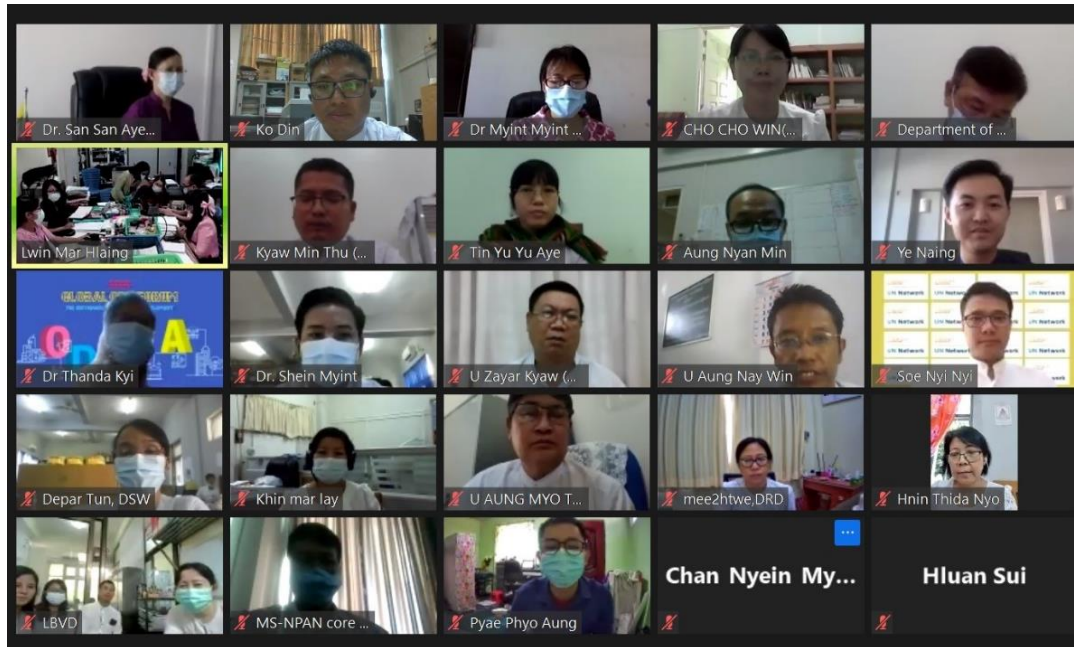 Dr. San San Aye...
Ko Din
Dr Myint Myint ...
CHO CHO WIN(...
Department of ...
Lwin Mar Hlaing
Kyaw Min Thu (...
Tin Yu Yu Aye
Aung Nyan Min
Ye Naing
GLOBAL
Dr Thanda Kyi
Dr. Shein Myint
U Zayar Kyaw (...
U Aung Nay Win
UN Network
Soe Nyi Nyi
Depar Tun, DSW
Khin mar lay
U AUNG MYO T...
mee2htwe,DRD
Hnin Thida Nyo
LBVD
MS-NPAN core ...
Pyae Phyo Aung
Chan Nyein My...
Hluan Sui